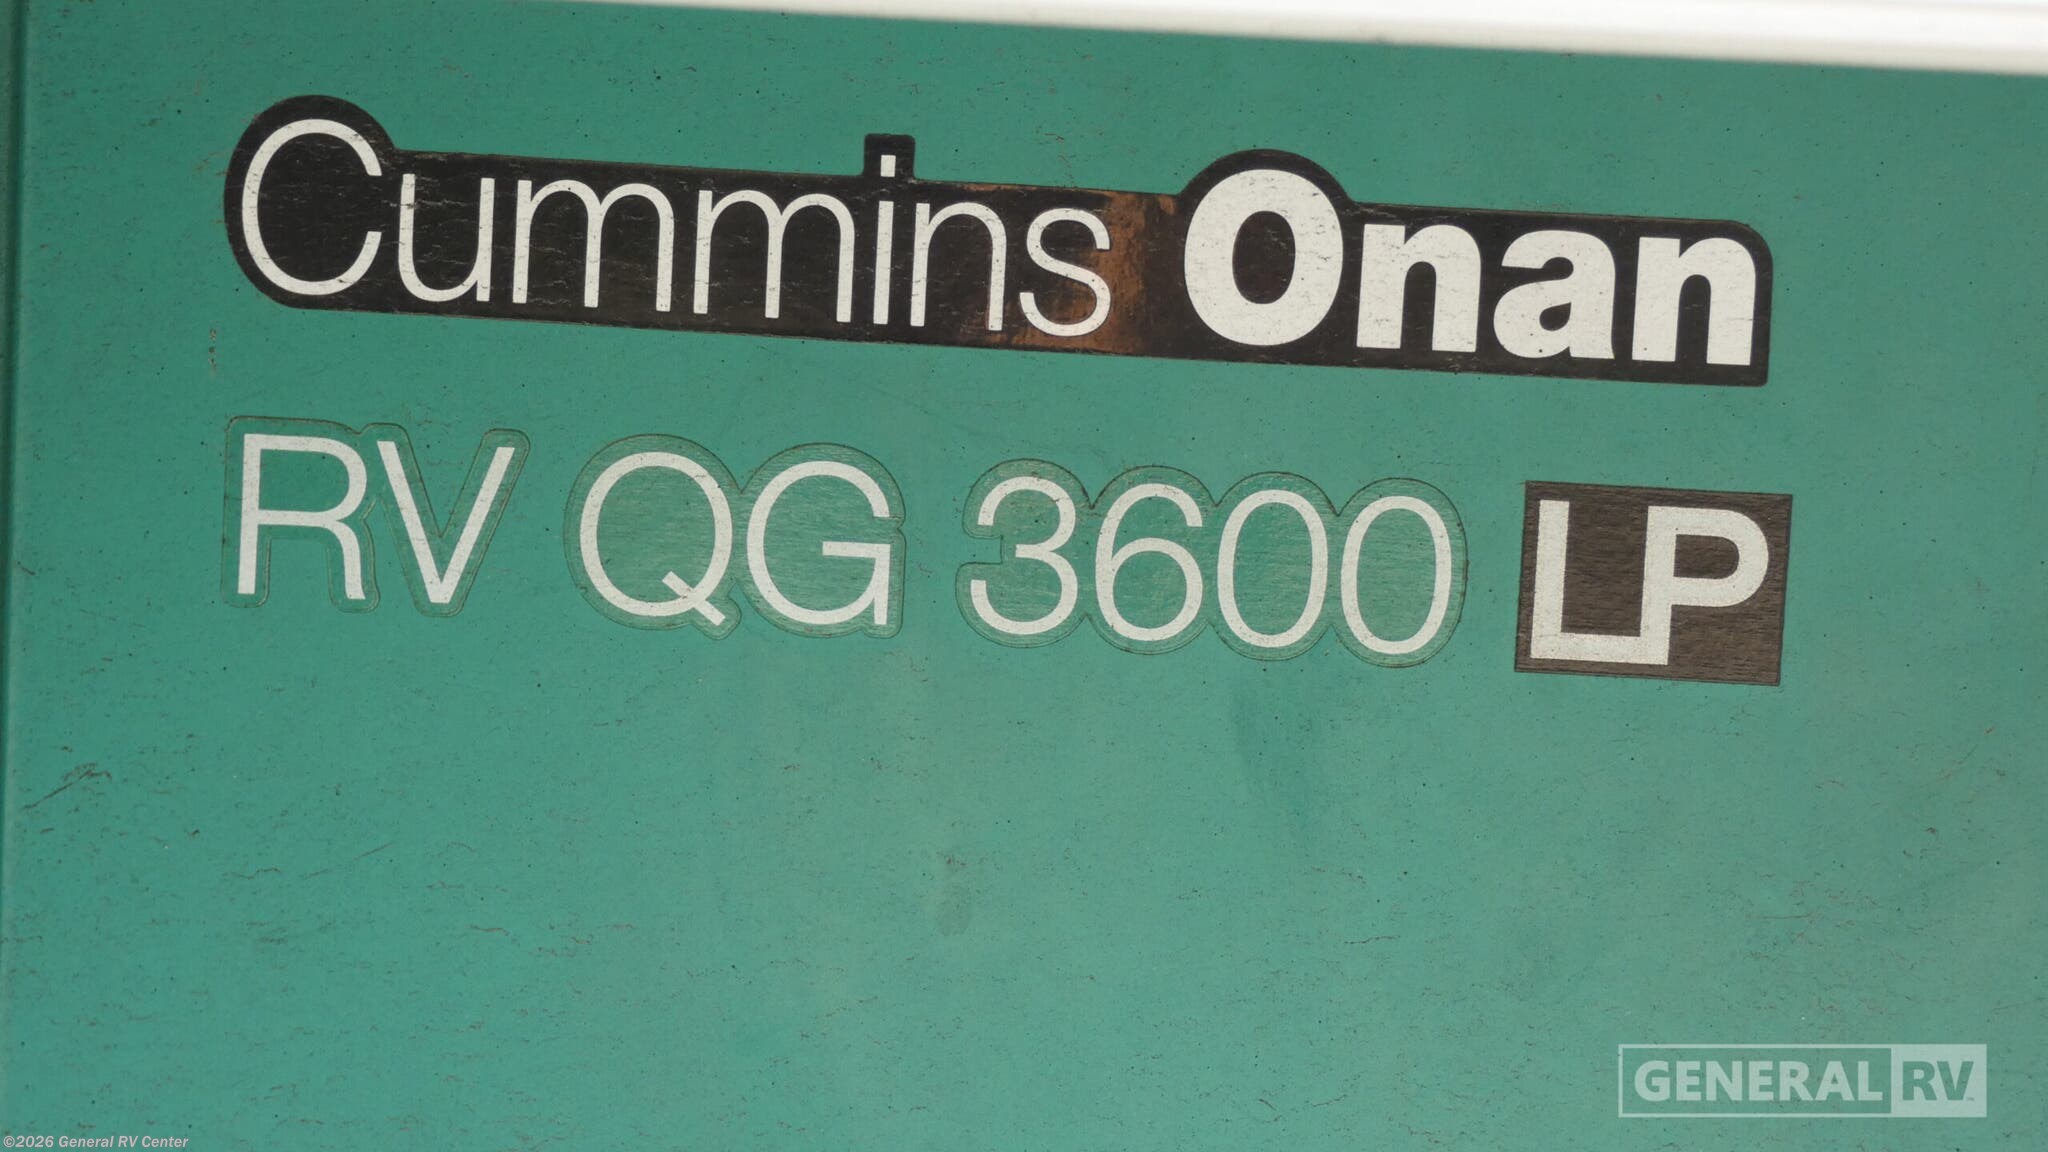 Cummins Onan
RV QG 3600 LP
GENERAL RV
©2026 General RV Center